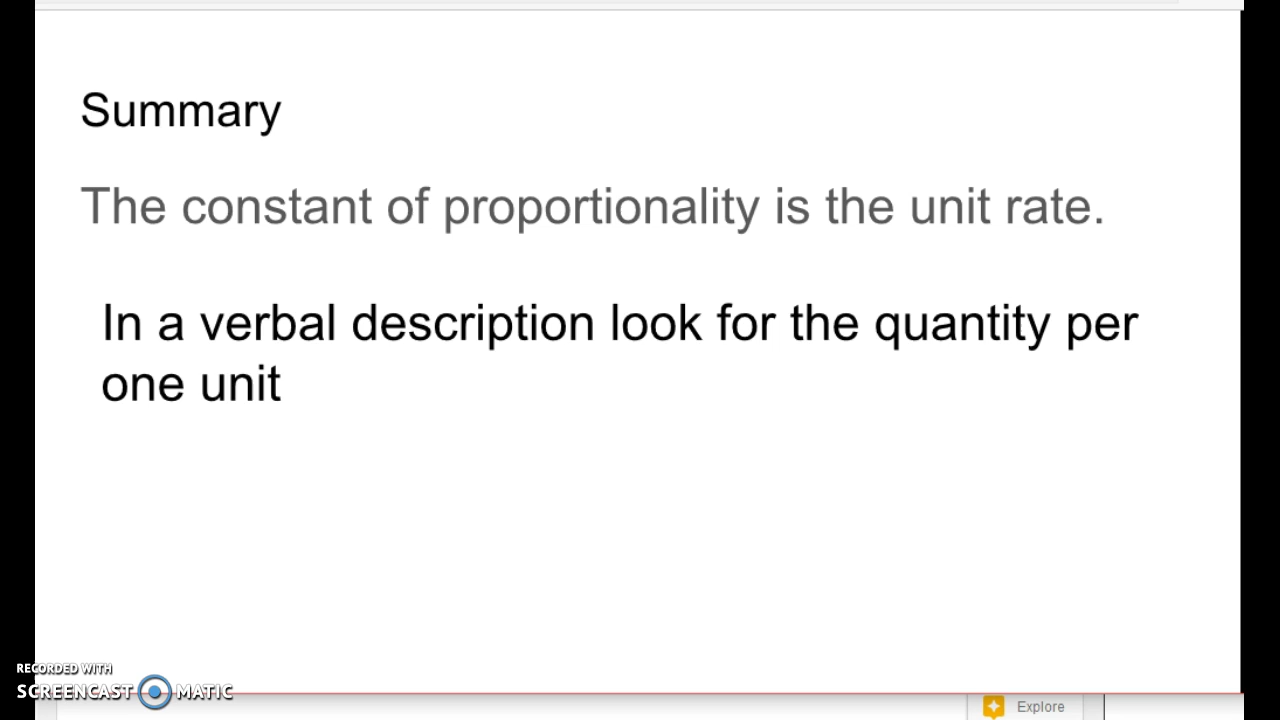 Summary
The constant of proportionality is the unit rate.
In a verbal description look for the quantity per
one unit
RECORDED WITH
SCREENCAST MATIC
Explore